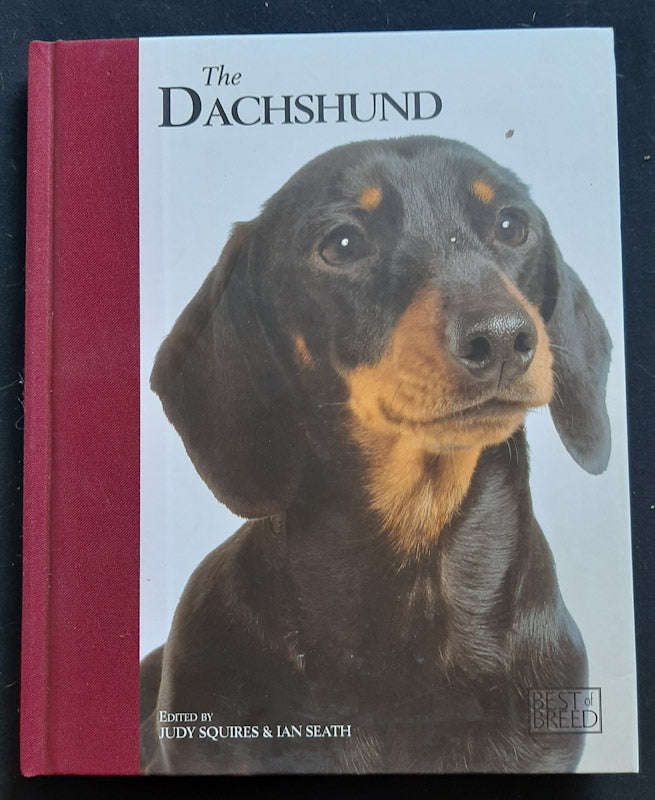 The
DACHSHUND
EDITED BY
JUDY SQUIRES & IAN SEATH
BEST of
BREED